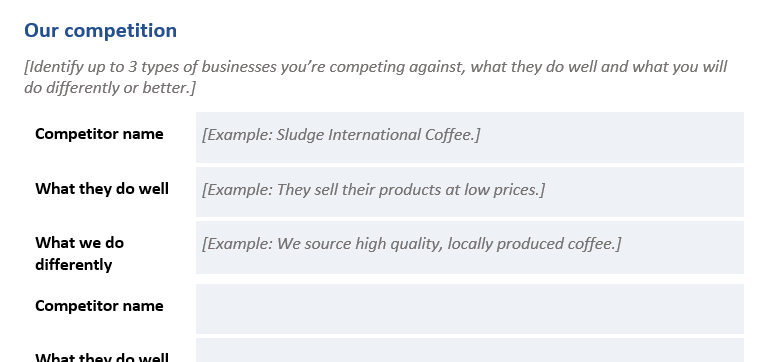 Our competition
[Identify up to 3 types of businesses you're competing against, what they do well and what you will
do differently or better.]
Competitor name
[Example: Sludge International Coffee.]
What they do well
[Example: They sell their products at low prices.]
What we do
differently
[Example: We source high quality, locally produced coffee.]
Competitor name
What they do well